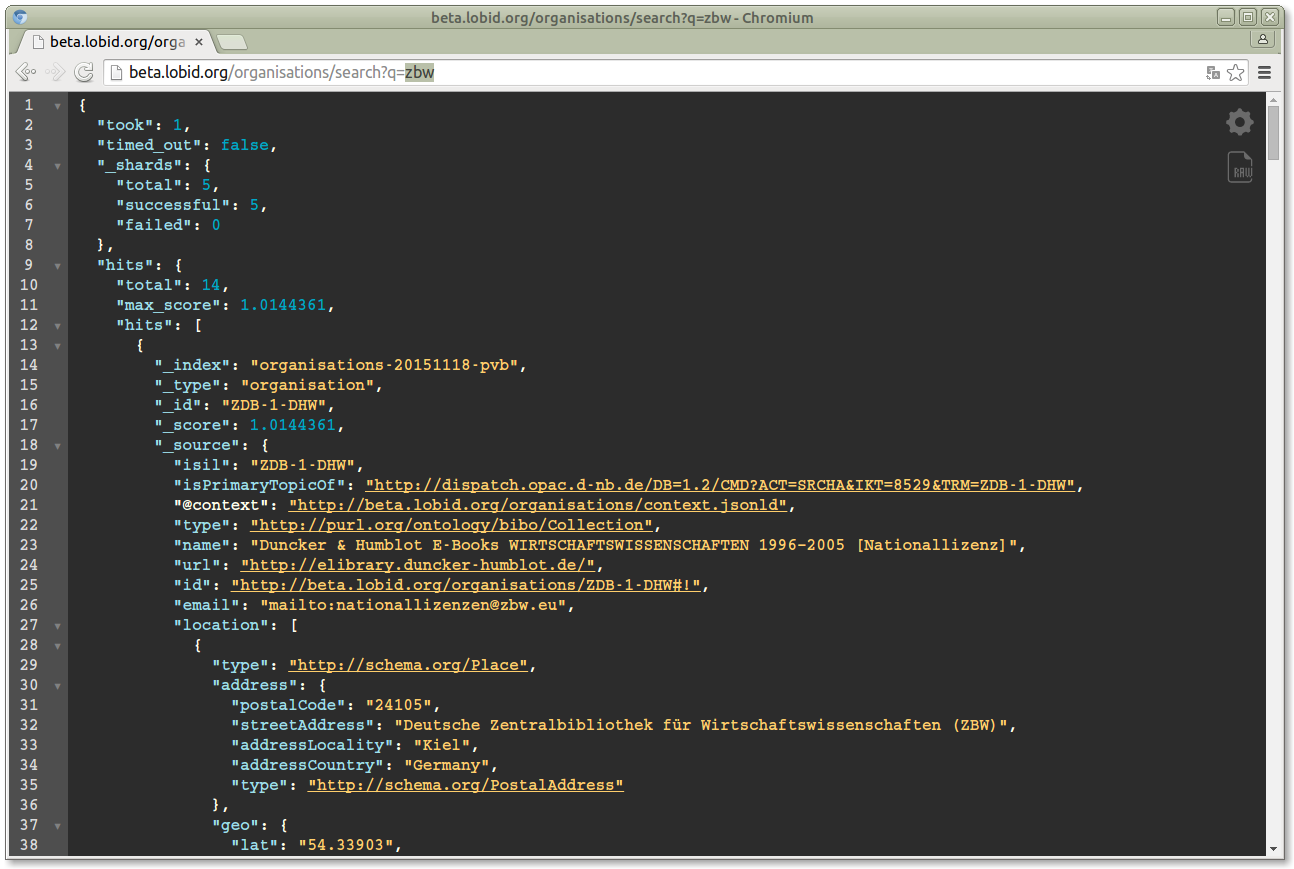 beta.lobid.org/organisations/search?q=zbw - Chromium
beta.lobid.org/orga
beta.lobid.org/organisations/search?q=zbw
1 {
2 "took": 1,
3 "timed_out": false,
4 "_shards": {
5 "total": 5,
6 "successful": 5,
7 "failed": 0
8 },
9 "hits": {
10 "total": 14,
11 "max_score": 1.0144361,
12 "hits": [
13 {
14 "_index": "organisations-20151118-pvb",
15 "_type": "organisation",
16 "_id": "ZDB-1-DHW",
17 "_score": 1.0144361,
18 "_source": {
19 "isil": "ZDB-1-DHW",
20 "isPrimaryTopicOf": "http://dispatch.opac.d-nb.de/DB=1.2/CMD?ACT=SRCHA&IKT=8529&TRM=ZDB-1-DHW",
21 "@context": "http://beta.lobid.org/organisations/context.jsonld",
22 "type": "http://purl.org/ontology/bibo/Collection",
23 "name": "Duncker & Humblot E-Books WIRTSCHAFTSWISSENSCHAFTEN 1996-2005 [Nationallizenz]",
24 "url": "http://elibrary.duncker-humblot.de/",
25 "id": "http://beta.lobid.org/organisations/ZDB-1-DHW#!",
26 "email": "mailto:nationallizenzen@zbw.eu",
27 "location": [
28 {
29 "type": "http://schema.org/Place",
30 "address": {
31 "postalCode": "24105",
32 "streetAddress": "Deutsche Zentralbibliothek für Wirtschaftswissenschaften (ZBW)",
33 "addressLocality": "Kiel",
34 "addressCountry": "Germany",
35 "type": "http://schema.org/PostalAddress"
36 },
37 "geo": {
38 "lat": "54.33903",
RAW